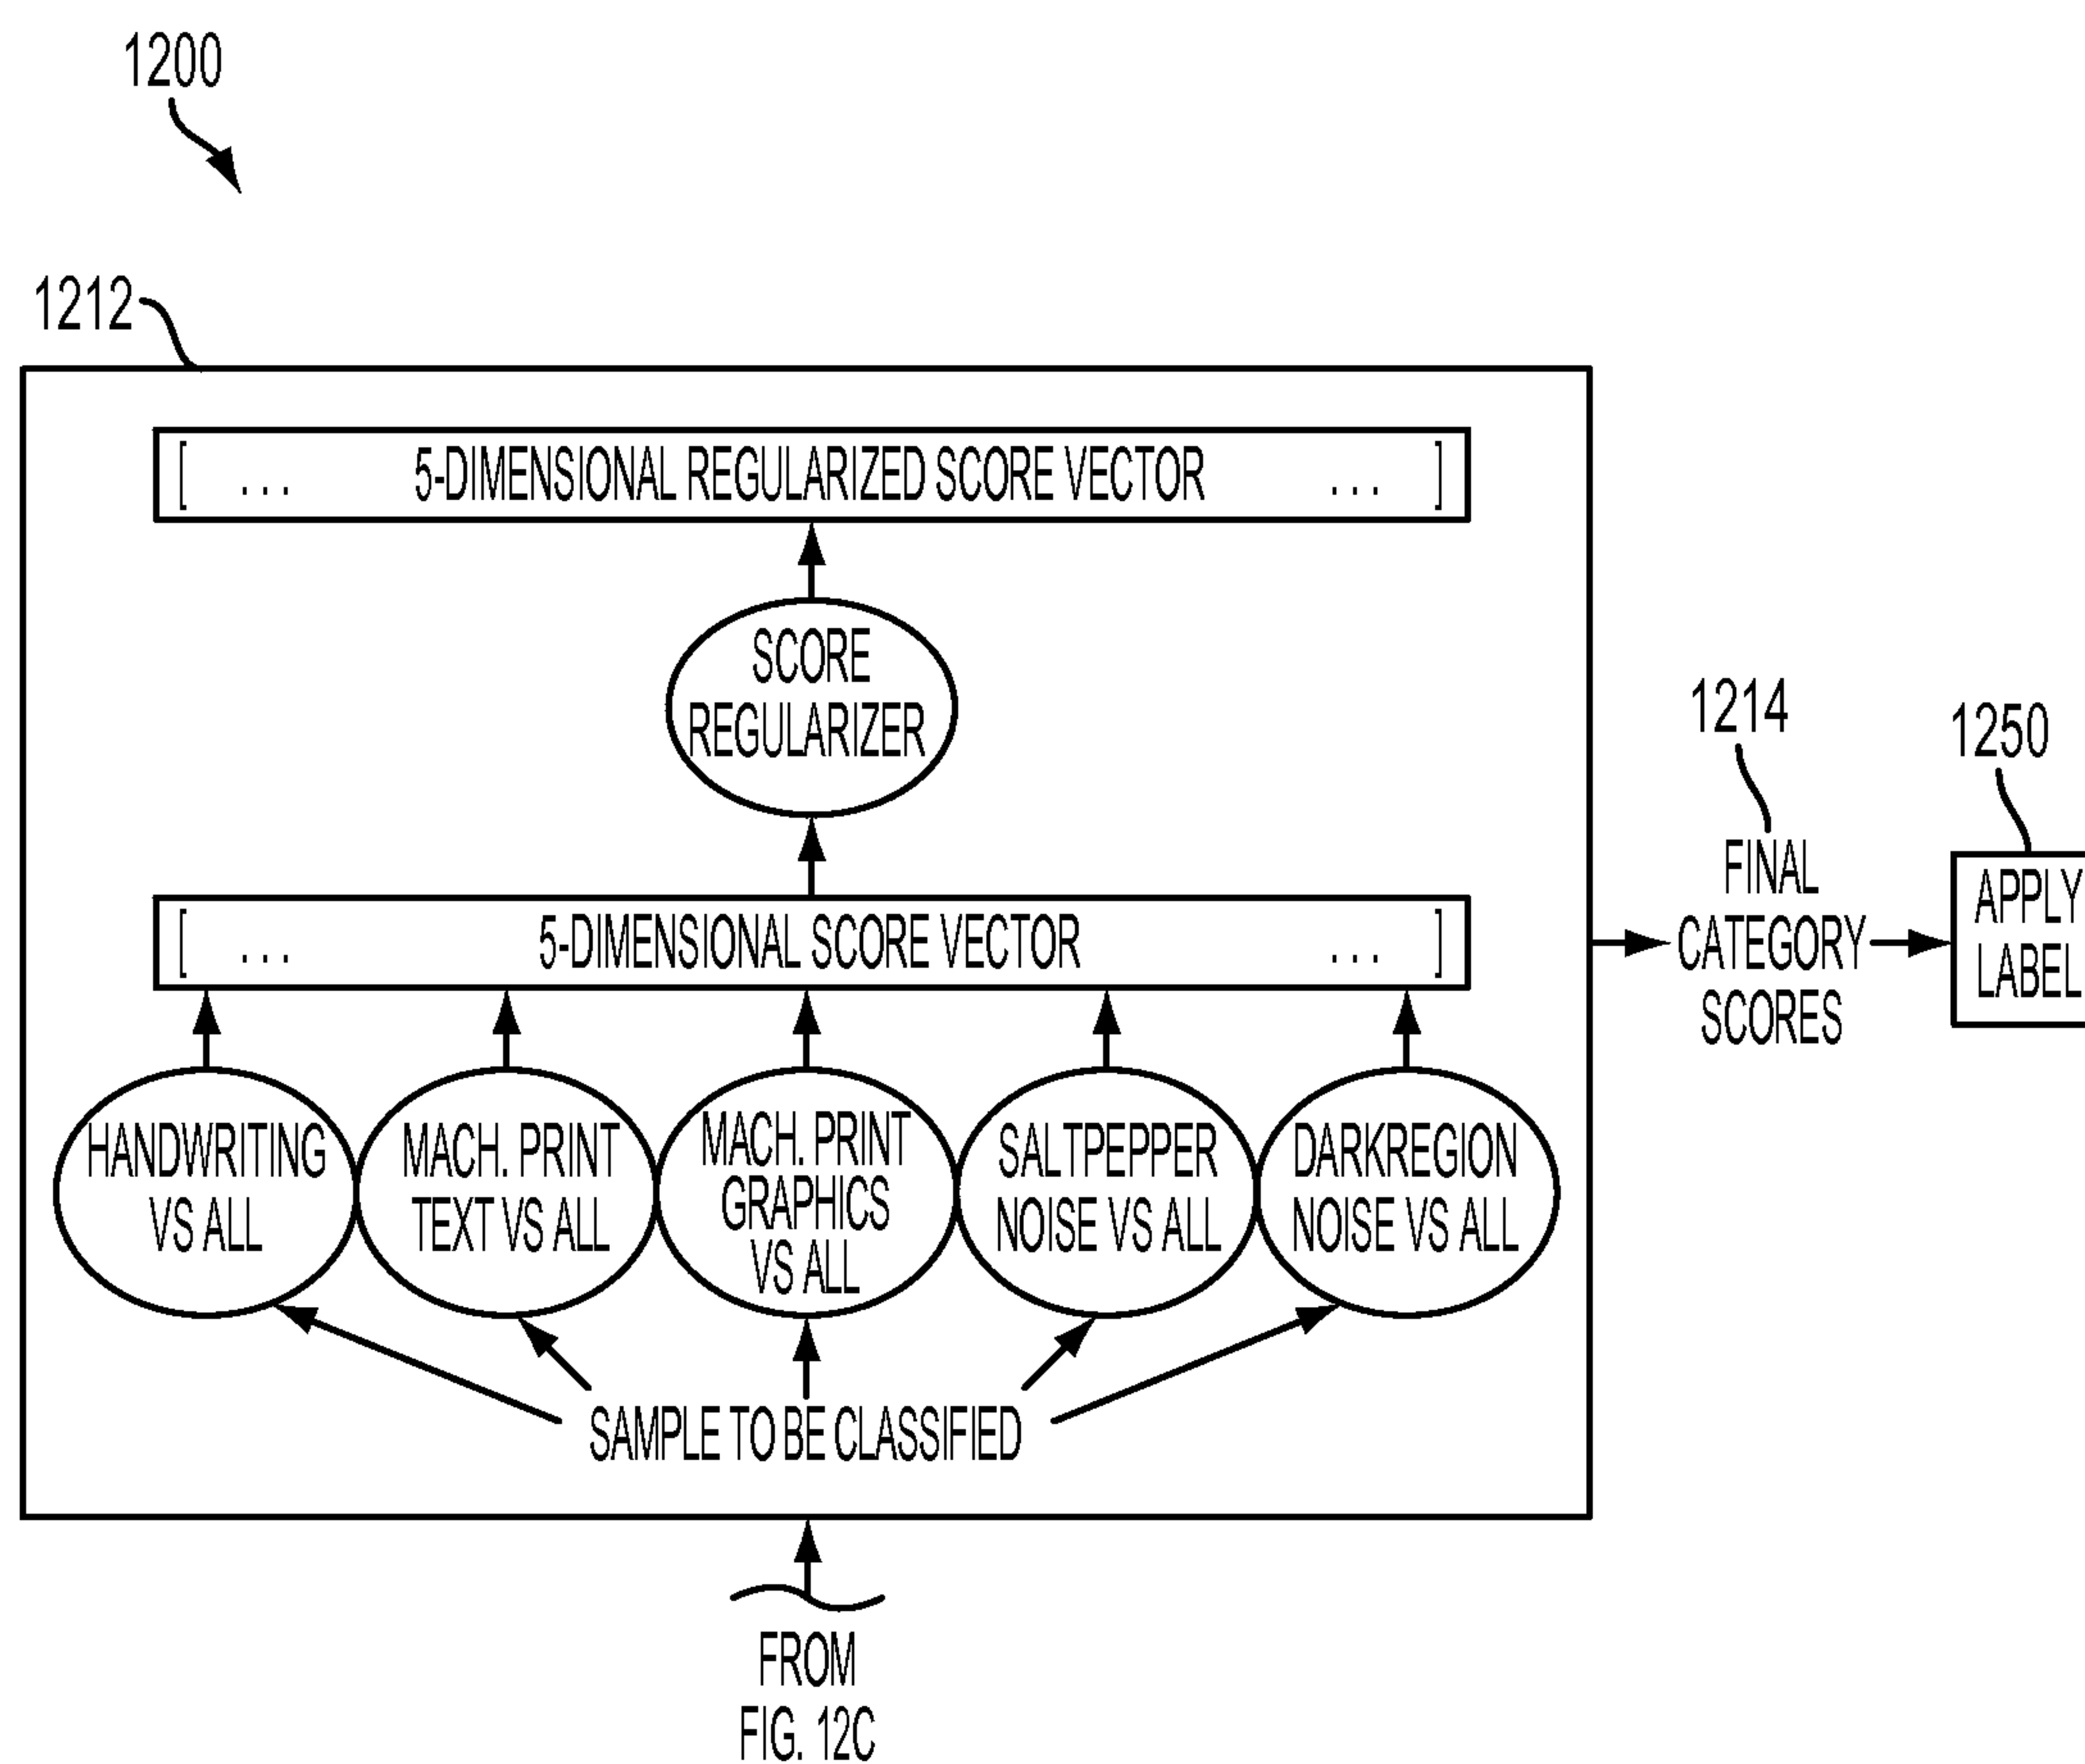 1200
1212
[ ... 5-DIMENSIONAL REGULARIZED SCORE VECTOR ... ]
SCORE
REGULARIZER
[ ... 5-DIMENSIONAL SCORE VECTOR ... ]
HANDWRITING
VS ALL
MACH. PRINT
TEXT VS ALL
MACH. PRINT
GRAPHICS
VS ALL
SALTPEPPER
NOISE VS ALL
DARKREGION
NOISE VS ALL
SAMPLE TO BE CLASSIFIED
FROM
FIG. 12C
1214
FINAL
CATEGORY
SCORES
1250
APPLY
LABEL